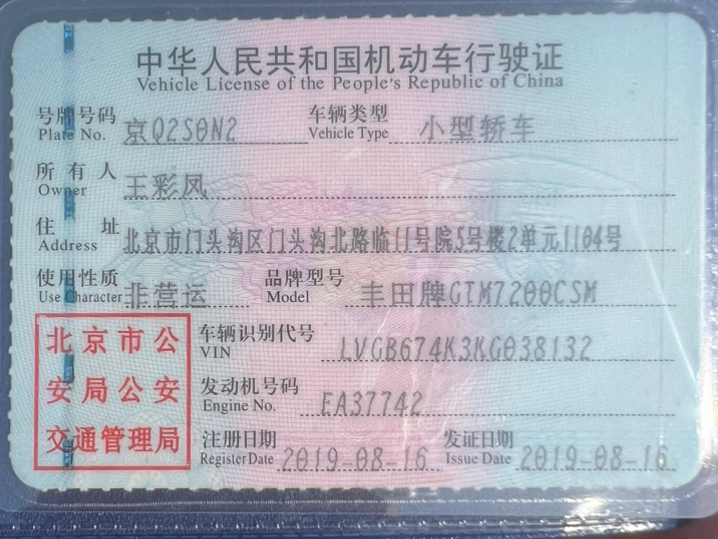 中华人民共和国机动车行驶证
Vehicle License of the People's Republic of China
号牌号码 京Q2S0N2 车辆类型 小型轿车
Plate No. Vehicle Type
所有人 王彩凤
Owner
住址 北京市门头沟区门头沟北路临11号院5号楼2单元1104号
Address
使用性质 非营运 品牌型号 丰田牌GTM7200CSM
Use Character Model
北京市公
安局公安
交通管理局
车辆识别代号 LVGB674K3KG038132
VIN
发动机号码 EA37742
Engine No.
注册日期 2019-08-16 发证日期 2019-08-16
Register Date Issue Date